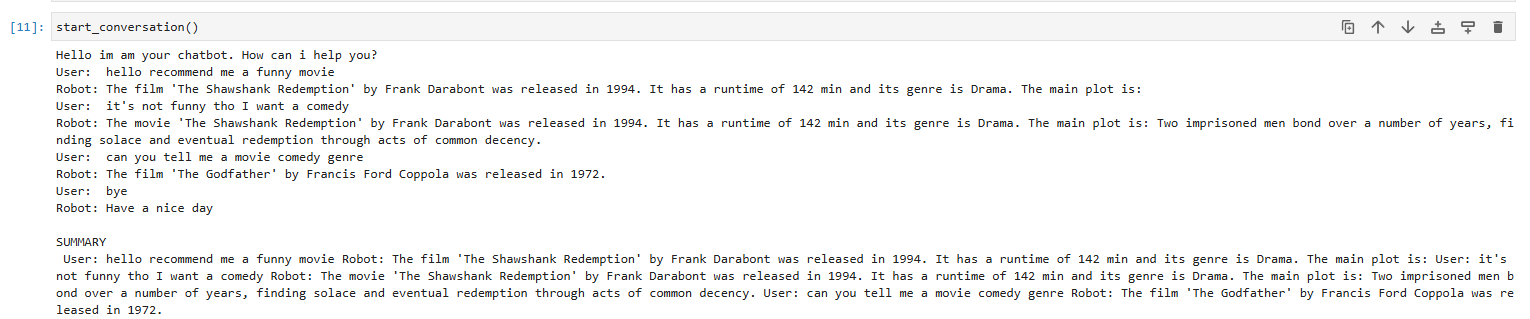 [11]: start_conversation()
Hello im am your chatbot. How can i help you?
User:  hello recommend me a funny movie
Robot: The film 'The Shawshank Redemption' by Frank Darabont was released in 1994. It has a runtime of 142 min and its genre is Drama. The main plot is:
User:  it's not funny tho I want a comedy
Robot: The movie 'The Shawshank Redemption' by Frank Darabont was released in 1994. It has a runtime of 142 min and its genre is Drama. The main plot is: Two imprisoned men bond over a number of years, fi
nding solace and eventual redemption through acts of common decency.
User:  can you tell me a movie comedy genre
Robot: The film 'The Godfather' by Francis Ford Coppola was released in 1972.
User:  bye
Robot: Have a nice day
SUMMARY
User: hello recommend me a funny movie Robot: The film 'The Shawshank Redemption' by Frank Darabont was released in 1994. It has a runtime of 142 min and its genre is Drama. The main plot is: User: it's
not funny tho I want a comedy Robot: The movie 'The Shawshank Redemption' by Frank Darabont was released in 1994. It has a runtime of 142 min and its genre is Drama. The main plot is: Two imprisoned men b
ond over a number of years, finding solace and eventual redemption through acts of common decency. User: can you tell me a movie comedy genre Robot: The film 'The Godfather' by Francis Ford Coppola was re
leased in 1972.